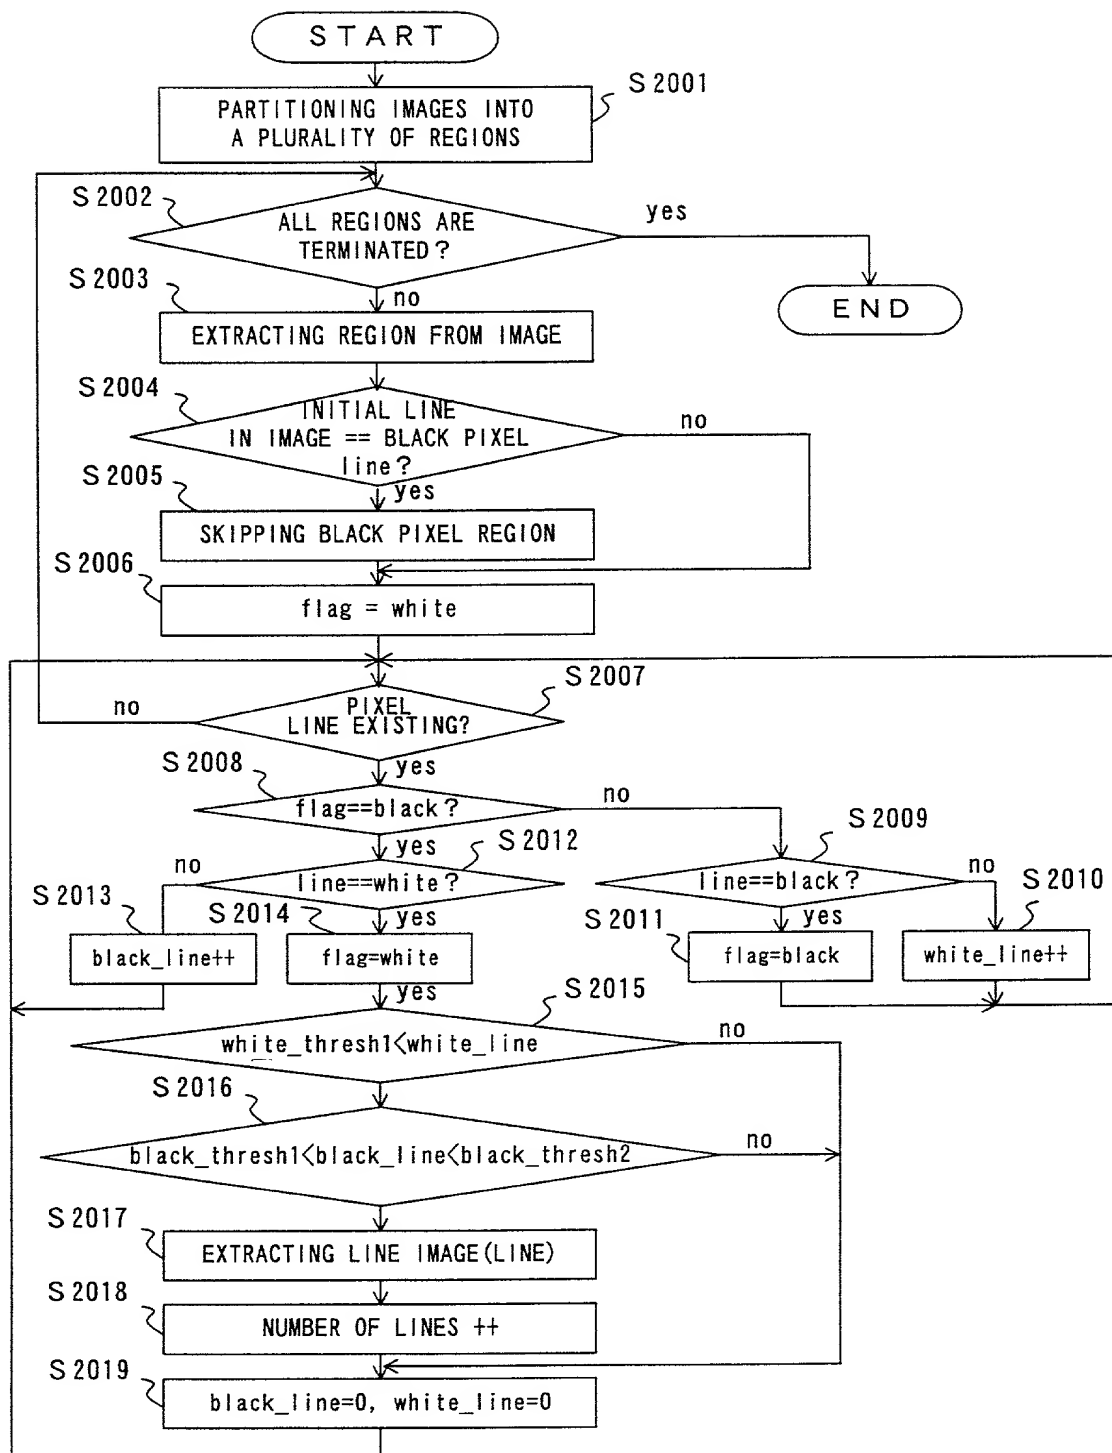 START
S2001
PARTITIONING IMAGES INTO
A PLURALITY OF REGIONS
S2002
ALL REGIONS ARE
TERMINATED?
yes
S2003
no
END
EXTRACTING REGION FROM IMAGE
S2004
INITIAL LINE
IN IMAGE == BLACK PIXEL
line?
no
S2005
yes
SKIPPING BLACK PIXEL REGION
S2006
flag = white
S2007
no
PIXEL
LINE EXISTING?
S2008
yes
flag==black?
no
S2009
yes
S2012
no
line==white?
line==black?
no
S2010
S2013
S2014
yes
S2011
yes
black_line++
flag=white
flag=black
white_line++
yes
S2015
white_thresh1<white_line
no
S2016
black_thresh1<black_line<black_thresh2
no
S2017
EXTRACTING LINE IMAGE(LINE)
S2018
NUMBER OF LINES ++
S2019
black_line=0, white_line=0